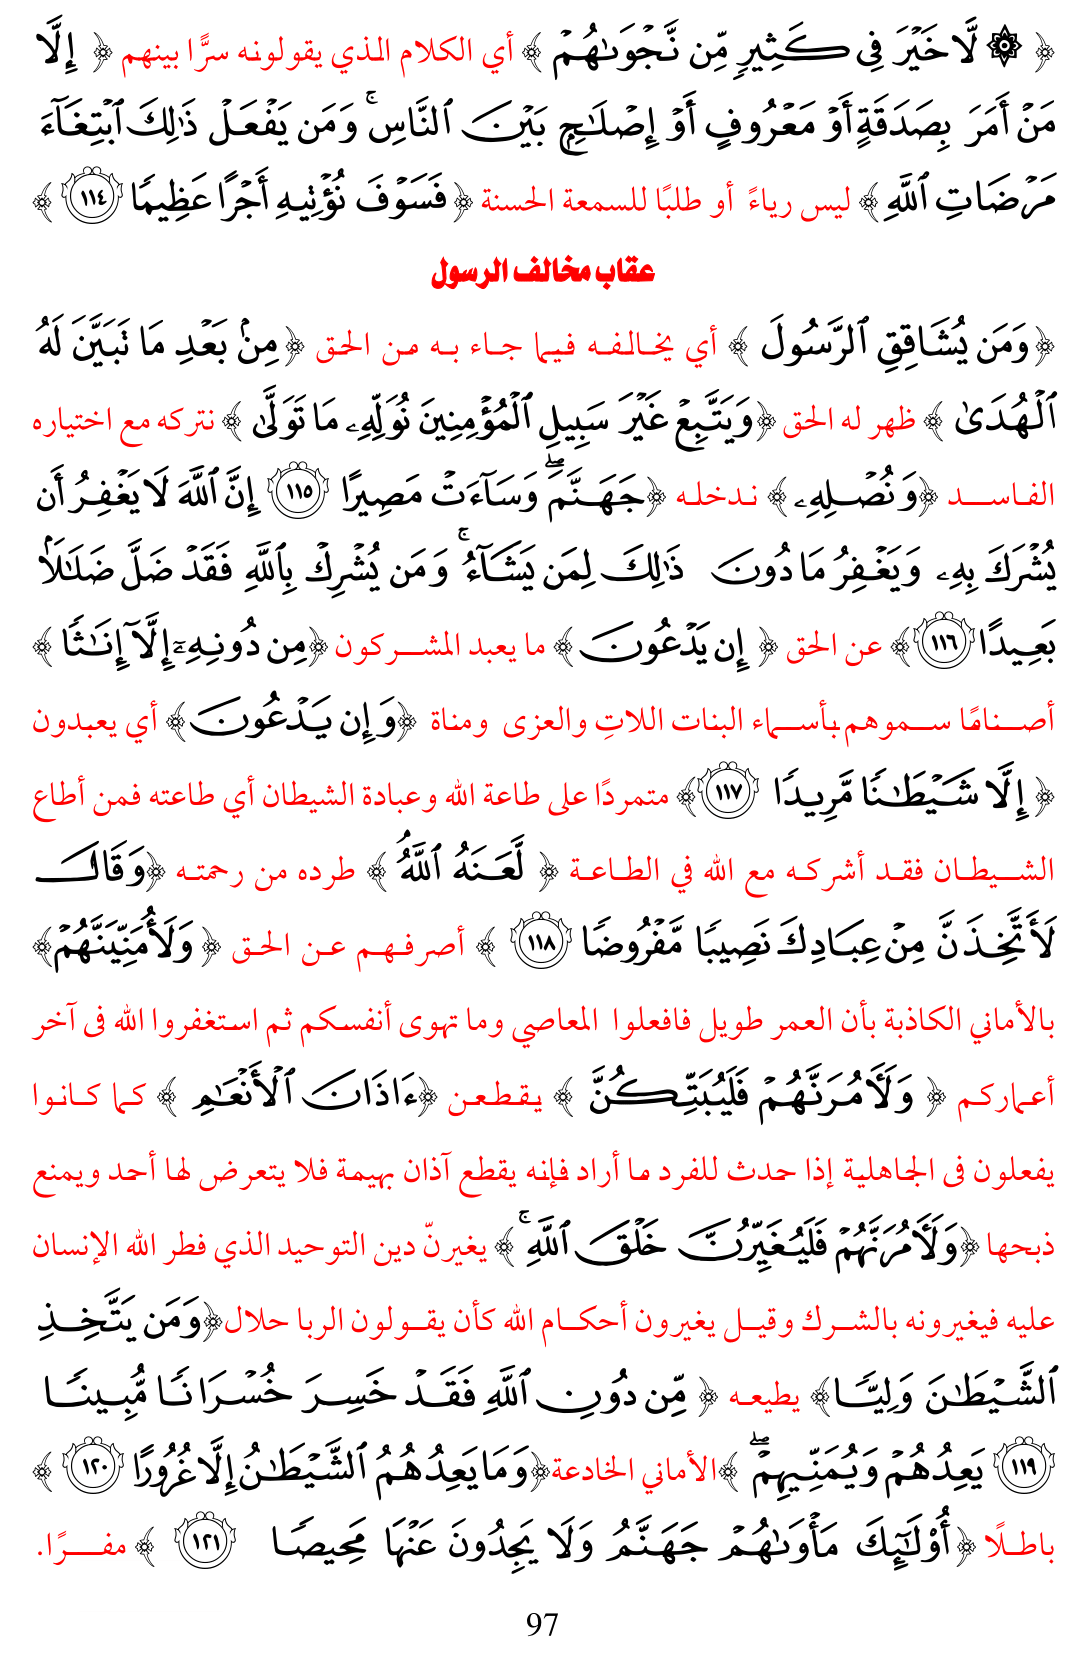 ﴿ ۞ لَّا خَيْرَ فِي كَثِيرٍ مِّن نَّجْوَىٰهُمْ ﴾ أي الكلام الذي يقولونه سرًّا بينهم ﴿ إِلَّا
مَنْ أَمَرَ بِصَدَقَةٍ أَوْ مَعْرُوفٍ أَوْ إِصْلَٰحٍ بَيْنَ ٱلنَّاسِ ۚ وَمَن يَفْعَلْ ذَٰلِكَ ٱبْتِغَآءَ
مَرْضَاتِ ٱللَّهِ ﴾ ليس رياءً أو طلبًا للسمعة الحسنة ﴿ فَسَوْفَ نُؤْتِيهِ أَجْرًا عَظِيمًا ١١٤ ﴾
عقاب مخالف الرسول
﴿ وَمَن يُشَاقِقِ ٱلرَّسُولَ ﴾ أي يخالفه فيما جاء به من الحق ﴿ مِنۢ بَعْدِ مَا تَبَيَّنَ لَهُ
ٱلْهُدَىٰ ﴾ ظهر له الحق ﴿ وَيَتَّبِعْ غَيْرَ سَبِيلِ ٱلْمُؤْمِنِينَ نُوَلِّهِۦ مَا تَوَلَّىٰ ﴾ نتركه مع اختياره
الفاسد ﴿ وَنُصْلِهِۦ ﴾ ندخله ﴿ جَهَنَّمَ ۖ وَسَآءَتْ مَصِيرًا ١١٥ إِنَّ ٱللَّهَ لَا يَغْفِرُ أَن
يُشْرَكَ بِهِۦ وَيَغْفِرُ مَا دُونَ ذَٰلِكَ لِمَن يَشَآءُ ۚ وَمَن يُشْرِكْ بِٱللَّهِ فَقَدْ ضَلَّ ضَلَٰلًۢا
بَعِيدًا ١١٦ ﴾ عن الحق ﴿ إِن يَدْعُونَ ﴾ ما يعبد المشركون ﴿ مِن دُونِهِۦٓ إِلَّآ إِنَٰثًا ﴾
أصنامًا سموهم بأسماء البنات اللاتِ والعزى ومناة ﴿ وَإِن يَدْعُونَ ﴾ أي يعبدون
﴿ إِلَّا شَيْطَٰنًا مَّرِيدًا ١١٧ ﴾ متمردًا على طاعة الله وعبادة الشيطان أي طاعته فمن أطاع
الشيطان فقد أشركه مع الله في الطاعة ﴿ لَّعَنَهُ ٱللَّهُ ۘ ﴾ طرده من رحمته ﴿ وَقَالَ
لَأَتَّخِذَنَّ مِنْ عِبَادِكَ نَصِيبًا مَّفْرُوضًا ١١٨ ﴾ أصرفهم عن الحق ﴿ وَلَأُمَنِّيَنَّهُمْ ﴾
بالأماني الكاذبة بأن العمر طويل فافعلوا المعاصي وما تهوى أنفسكم ثم استغفروا الله فى آخر
أعماركم ﴿ وَلَـَٔامُرَنَّهُمْ فَلَيُبَتِّكُنَّ ﴾ يقطعن ﴿ ءَاذَانَ ٱلْأَنْعَٰمِ ﴾ كما كانوا
يفعلون فى الجاهلية إذا حدث للفرد ما أراد فإنه يقطع آذان بهيمة فلا يتعرض لها أحد ويمنع
ذبحها ﴿ وَلَـَٔامُرَنَّهُمْ فَلَيُغَيِّرُنَّ خَلْقَ ٱللَّهِ ۚ ﴾ يغيرنّ دين التوحيد الذي فطر الله الإنسان
عليه فيغيرونه بالشرك وقيل يغيرون أحكام الله كأن يقولون الربا حلال ﴿ وَمَن يَتَّخِذِ
ٱلشَّيْطَٰنَ وَلِيًّا ﴾ يطيعه ﴿ مِّن دُونِ ٱللَّهِ فَقَدْ خَسِرَ خُسْرَانًا مُّبِينًا
١١٩ يَعِدُهُمْ وَيُمَنِّيهِمْ ۖ ﴾ الأماني الخادعة ﴿ وَمَا يَعِدُهُمُ ٱلشَّيْطَٰنُ إِلَّا غُرُورًا ١٢٠ ﴾
باطلًا ﴿ أُو۟لَٰٓئِكَ مَأْوَىٰهُمْ جَهَنَّمُ وَلَا يَجِدُونَ عَنْهَا مَحِيصًا ١٢١ ﴾ مفرًا.
97